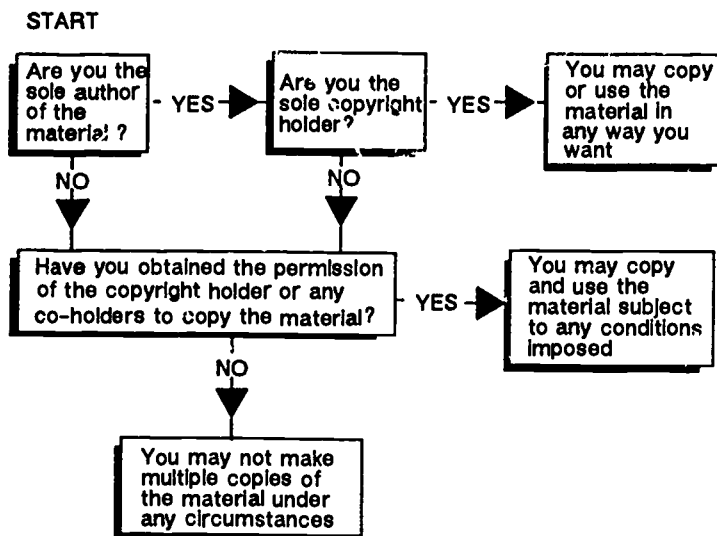 START
Are you the
sole author
of the
material ?
YES
Are you the
sole copyright
holder?
YES
You may copy
or use the
material in
any way you
want
NO
NO
Have you obtained the permission
of the copyright holder or any
co-holders to copy the material?
YES
You may copy
and use the
material subject
to any conditions
imposed
NO
You may not make
multiple copies of
the material under
any circumstances